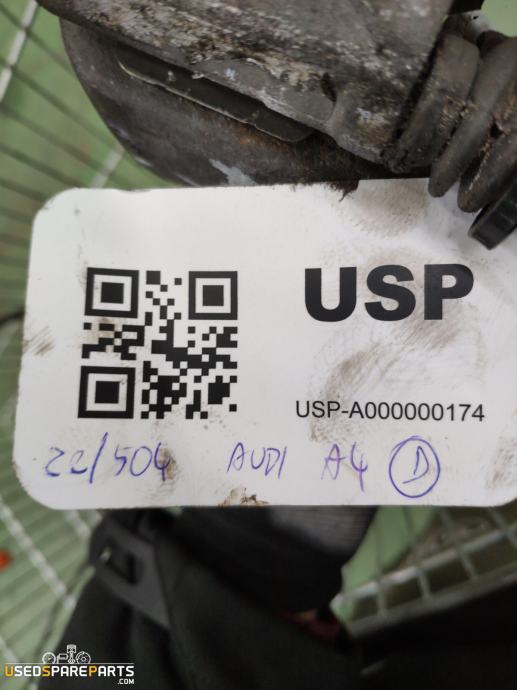 USP
USP-A000000174
22/504 AUDI A4 D
USEDSPAREPARTS
.COM